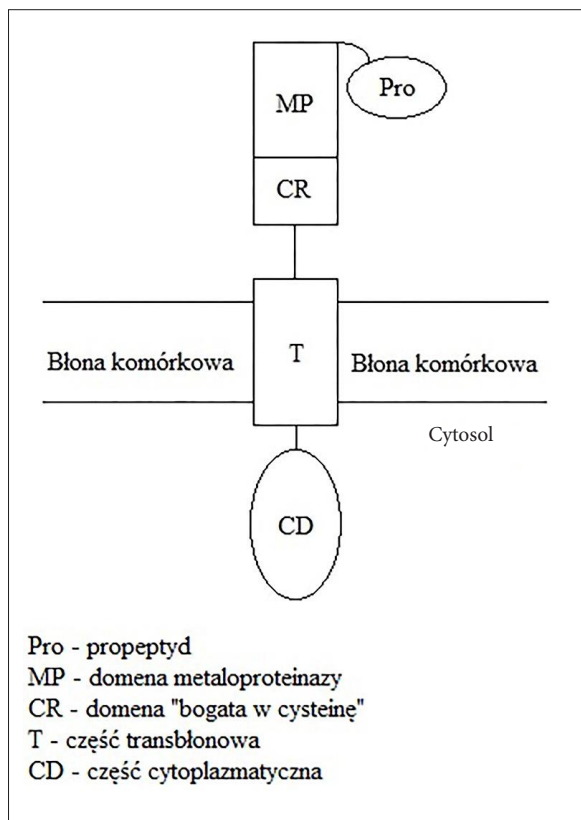 Pro
MP
CR
T
Błona komórkowa
Błona komórkowa
Cytosol
CD
Pro - propeptyd
MP - domena metaloproteinazy
CR - domena "bogata w cysteinę"
T - część transbłonowa
CD - część cytoplazmatyczna